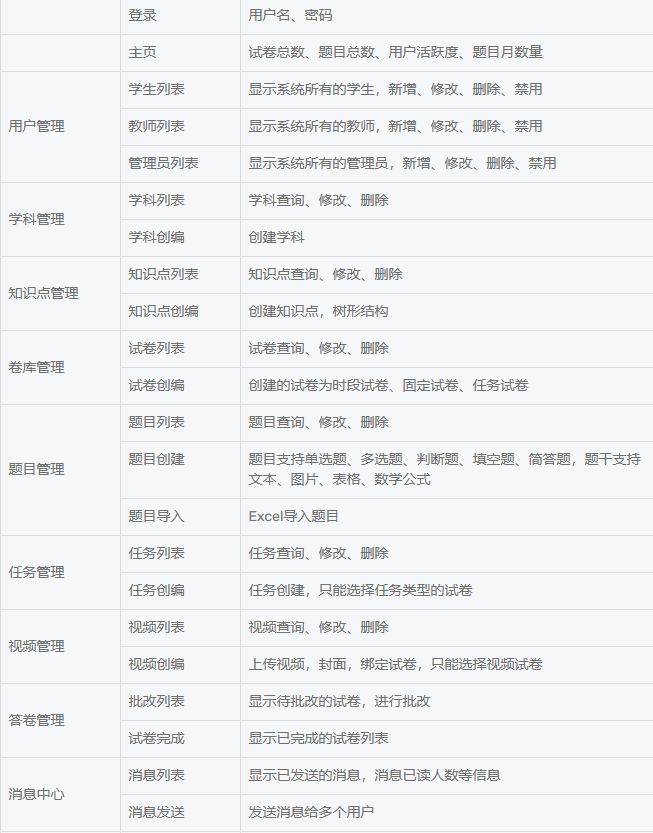 登录 用户名、密码
主页 试卷总数、题目总数、用户活跃度、题目月数量
用户管理
学生列表 显示系统所有的学生，新增、修改、删除、禁用
教师列表 显示系统所有的教师，新增、修改、删除、禁用
管理员列表 显示系统所有的管理员，新增、修改、删除、禁用
学科管理
学科列表 学科查询、修改、删除
学科创编 创建学科
知识点管理
知识点列表 知识点查询、修改、删除
知识点创编 创建知识点，树形结构
卷库管理
试卷列表 试卷查询、修改、删除
试卷创编 创建的试卷为时段试卷、固定试卷、任务试卷
题目管理
题目列表 题目查询、修改、删除
题目创建 题目支持单选题、多选题、判断题、填空题、简答题，题干支持
文本、图片、表格、数学公式
题目导入 Excel导入题目
任务管理
任务列表 任务查询、修改、删除
任务创编 任务创建，只能选择任务类型的试卷
视频管理
视频列表 视频查询、修改、删除
视频创编 上传视频，封面，绑定试卷，只能选择视频试卷
答卷管理
批改列表 显示待批改的试卷，进行批改
试卷完成 显示已完成的试卷列表
消息中心
消息列表 显示已发送的消息，消息已读人数等信息
消息发送 发送消息给多个用户